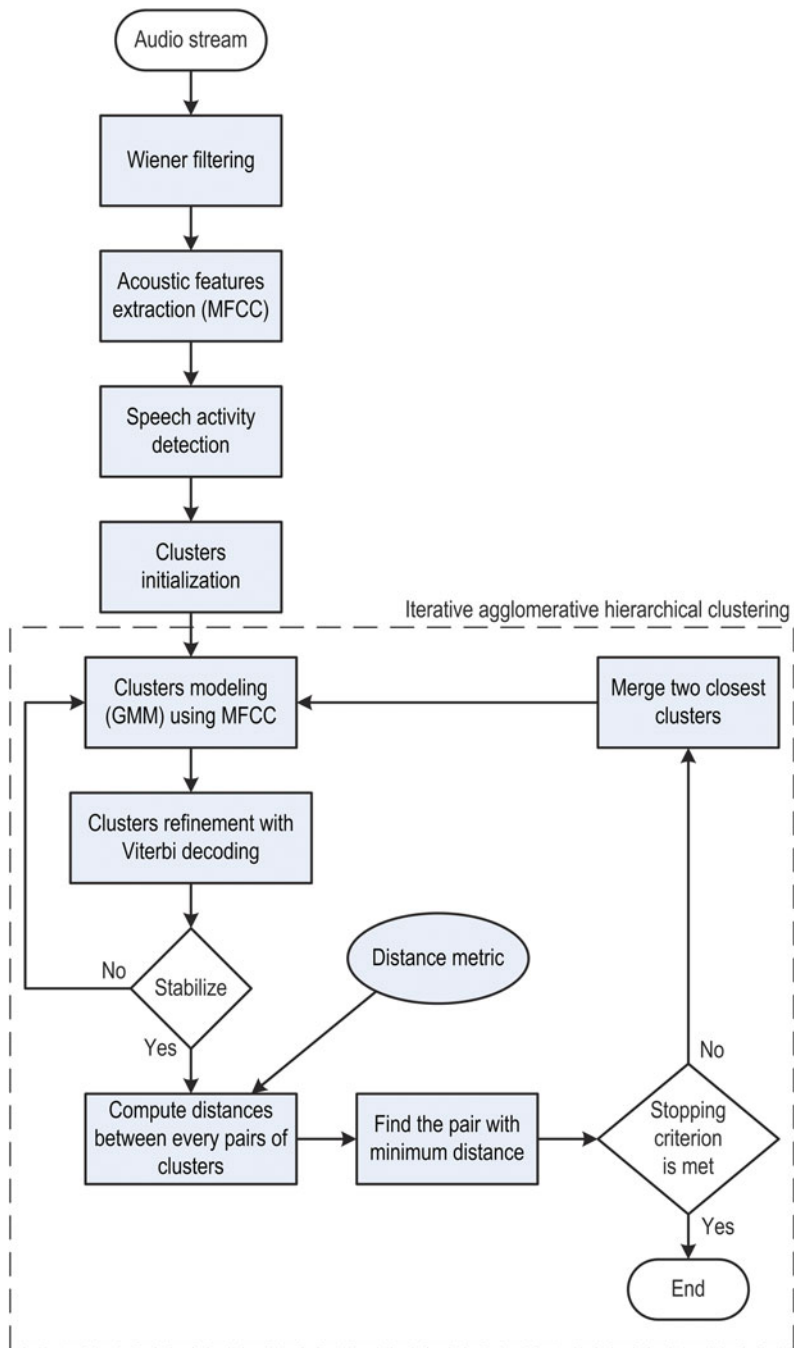 Audio stream
Wiener filtering
Acoustic features
extraction (MFCC)
Speech activity
detection
Clusters
initialization
Iterative agglomerative hierarchical clustering
Clusters modeling
(GMM) using MFCC
Merge two closest
clusters
Clusters refinement with
Viterbi decoding
Distance metric
No
Stabilize
Yes
No
Compute distances
between every pairs of
clusters
Find the pair with
minimum distance
Stopping
criterion
is met
Yes
End